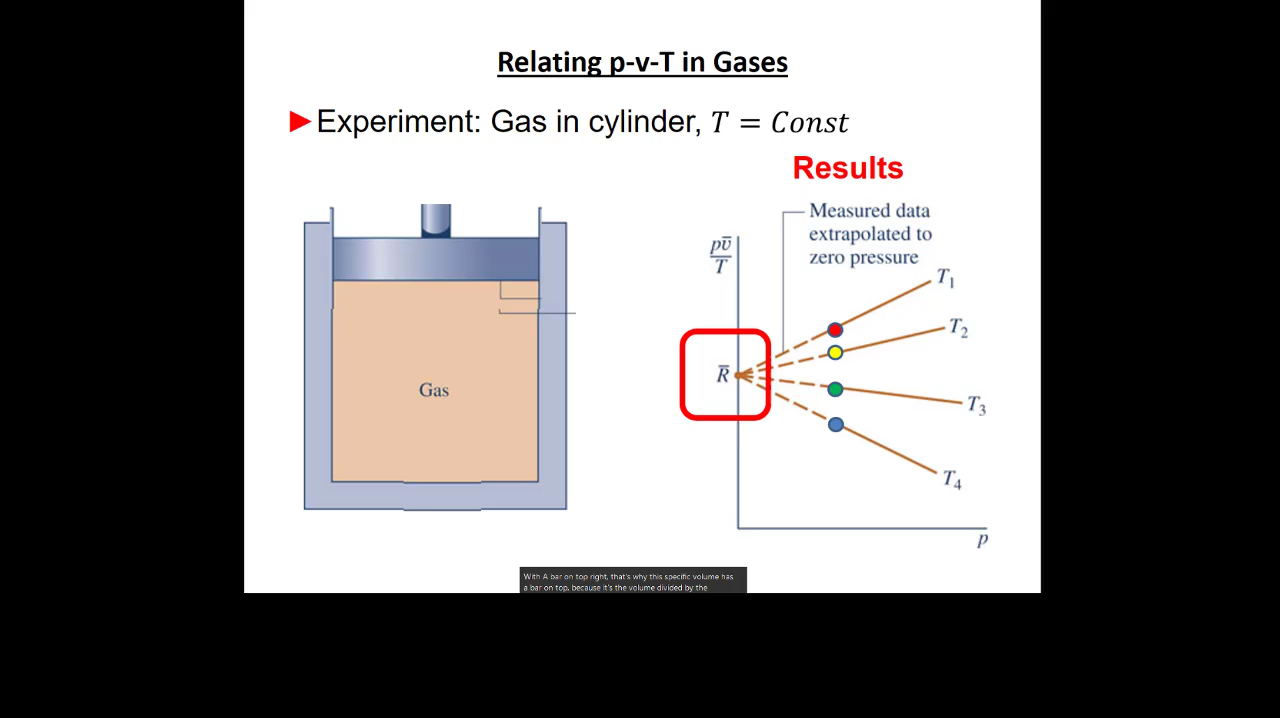 Relating p-v-T in Gases
►Experiment: Gas in cylinder, T = Const
Results
Measured data
extrapolated to
zero pressure
pv̅
T
T₁
T₂
R̅
Gas
T₃
T₄
p
With A bar on top right, that's why this specific volume has
a bar on top, because it's the volume divided by the